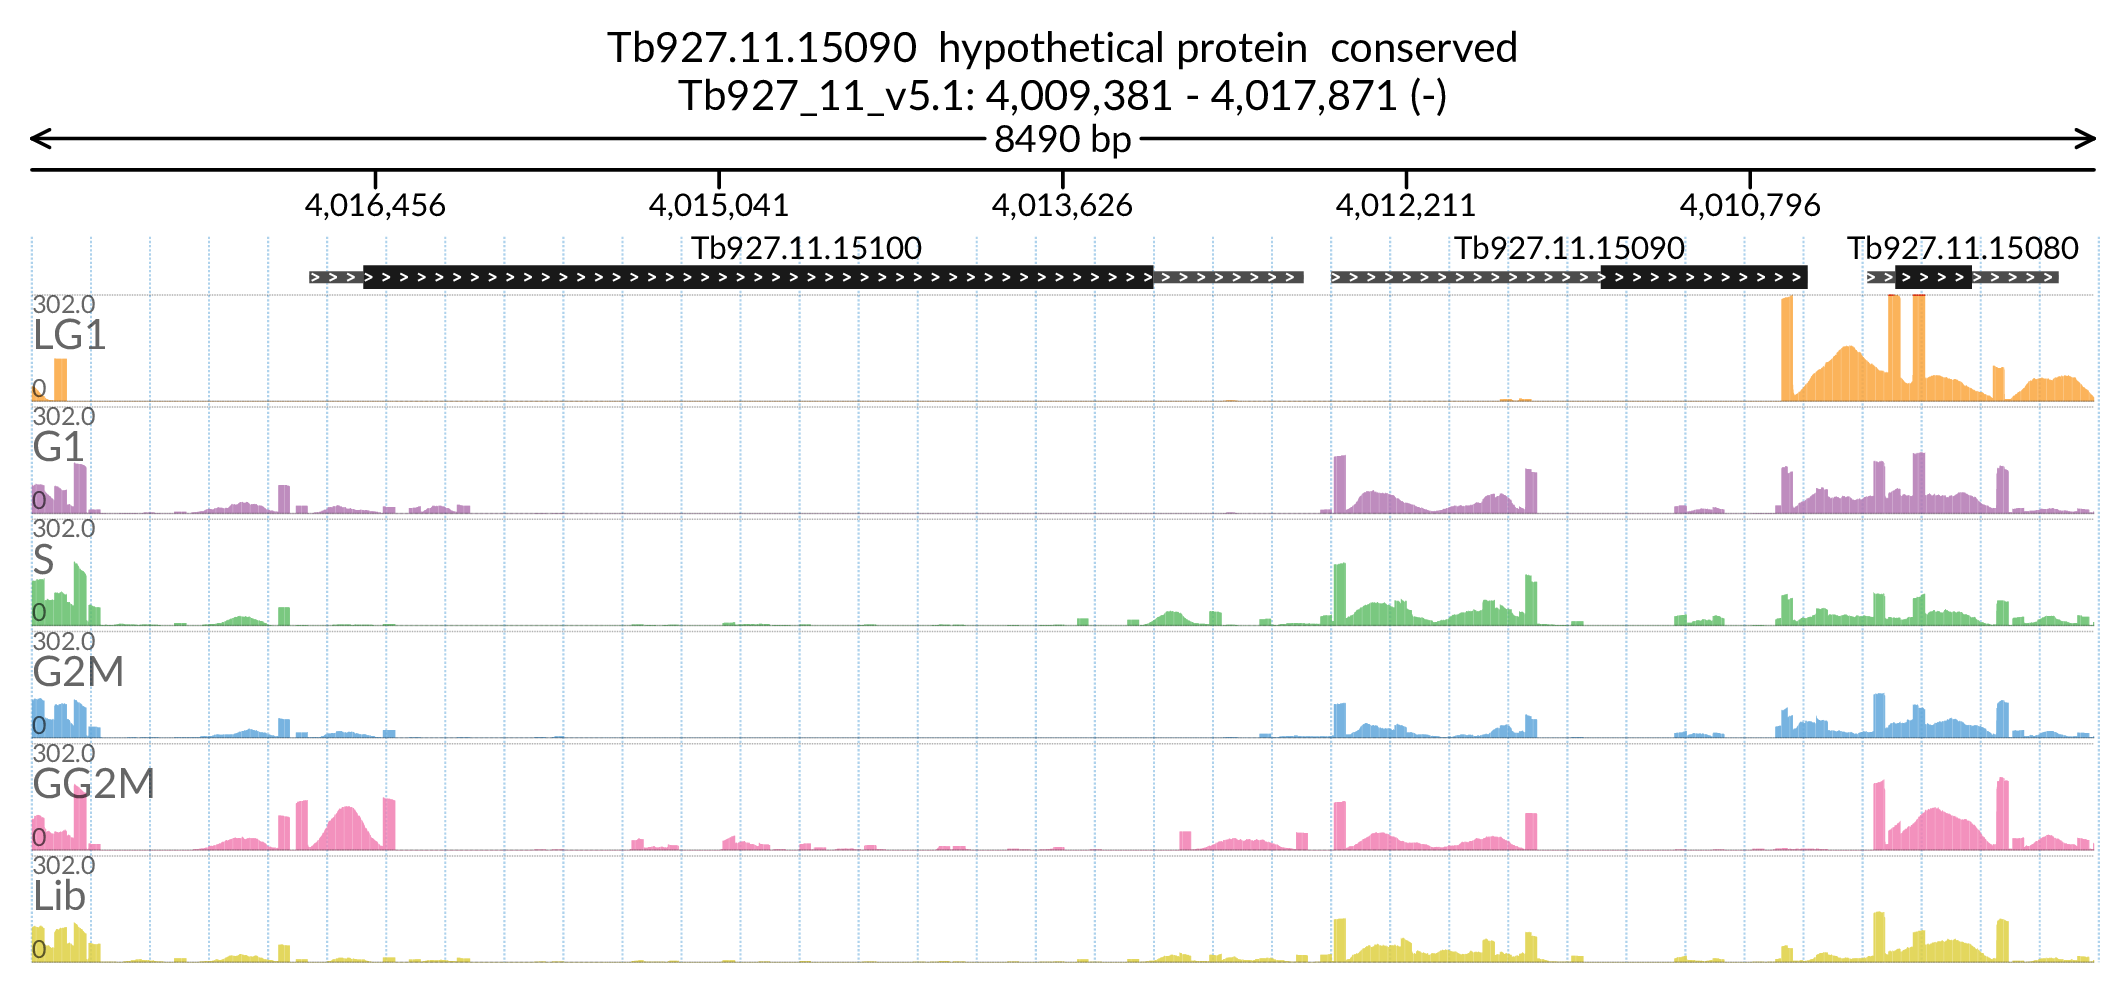 Tb927.11.15090 hypothetical protein conserved
Tb927_11_v5.1: 4,009,381 - 4,017,871 (-)
8490 bp
4,016,456 4,015,041 4,013,626 4,012,211 4,010,796
Tb927.11.15100 Tb927.11.15090 Tb927.11.15080
302.0
LG1
0
302.0
G1
0
302.0
S
0
302.0
G2M
0
302.0
GG2M
0
302.0
Lib
0